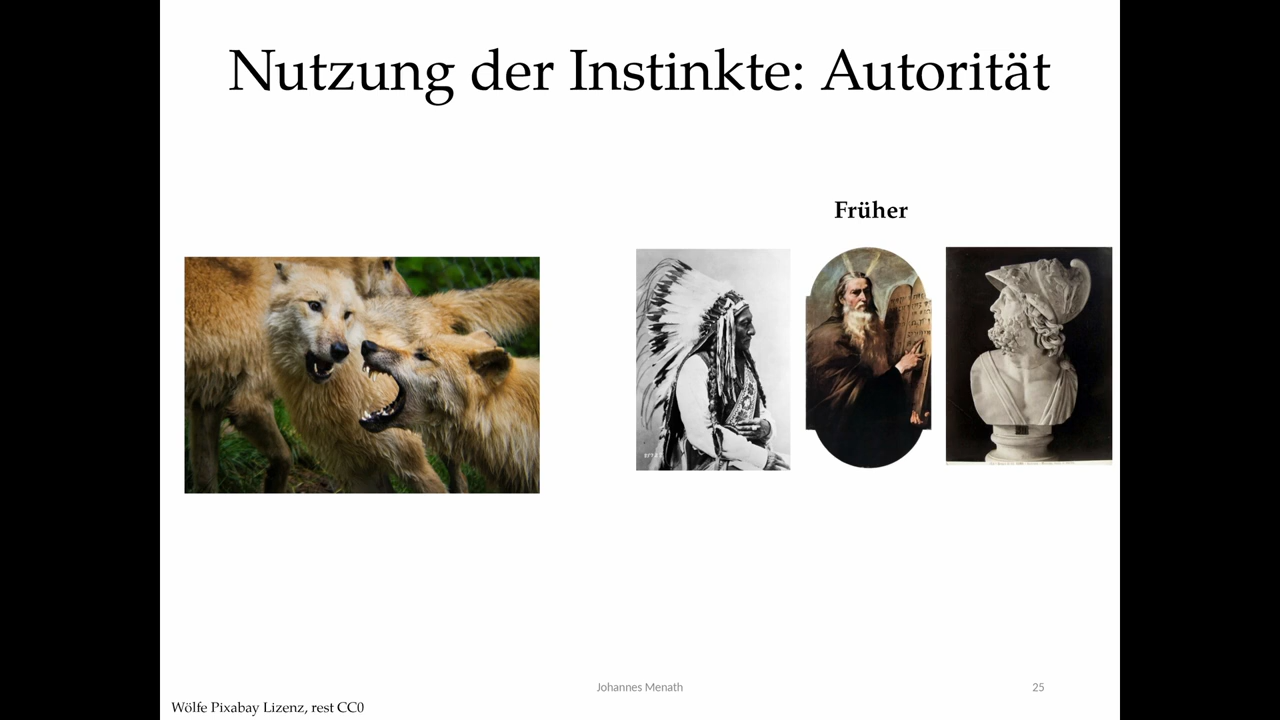 Nutzung der Instinkte: Autorität
Früher
Johannes Menath
25
Wölfe Pixabay Lizenz, rest CC0